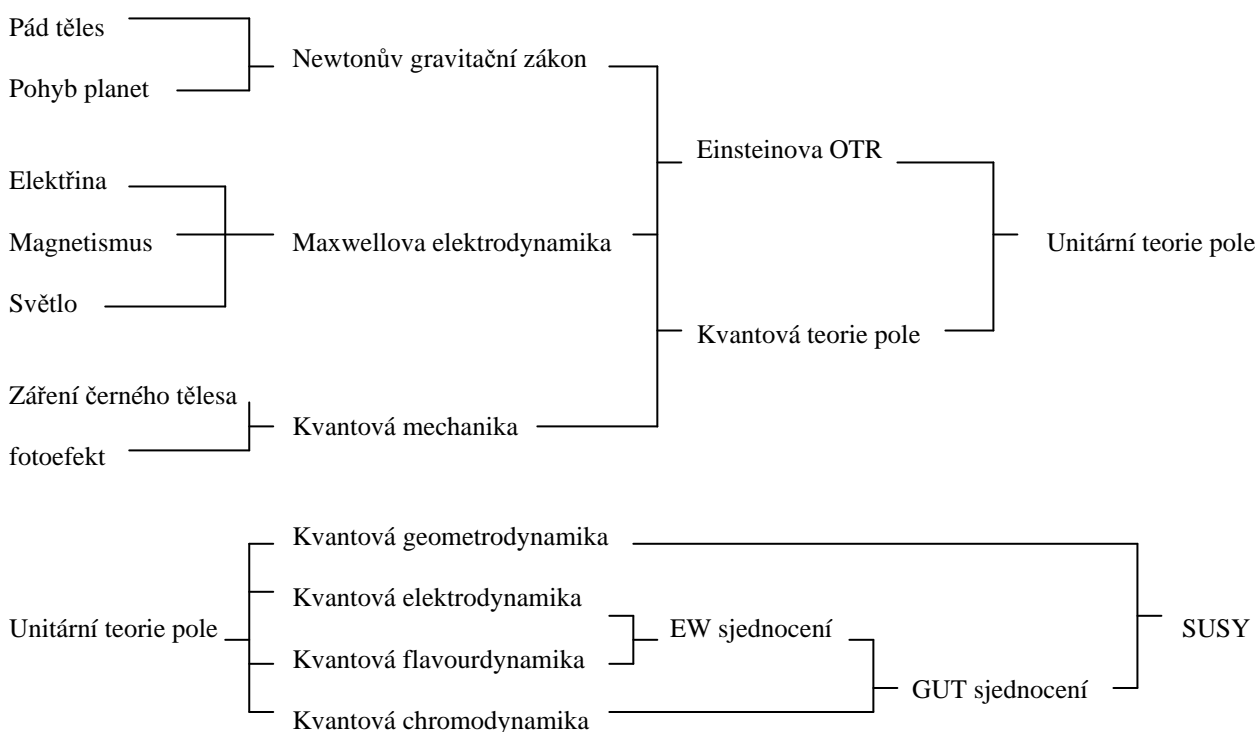 Pád těles
Pohyb planet
Newtonův gravitační zákon
Elektřina
Magnetismus
Světlo
Maxwellova elektrodynamika
Einsteinova OTR
Kvantová teorie pole
Unitární teorie pole
Záření černého tělesa
fotoefekt
Kvantová mechanika
Unitární teorie pole
Kvantová geometrodynamika
Kvantová elektrodynamika
Kvantová flavourdynamika
Kvantová chromodynamika
EW sjednocení
GUT sjednocení
SUSY